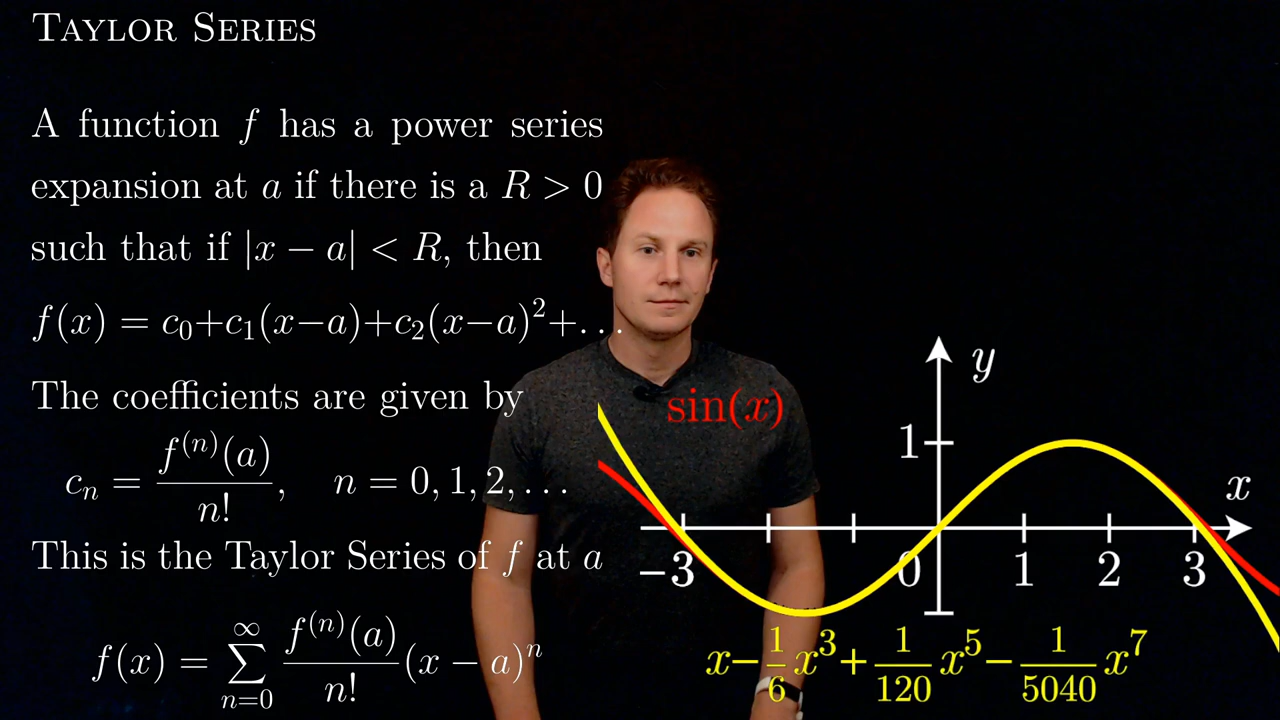 TAYLOR SERIES
A function f has a power series
expansion at a if there is a R > 0
such that if |x − a| < R, then
f(x) = c₀+c₁(x−a)+c₂(x−a)²+...
The coefficients are given by
cₙ = f⁽ⁿ⁾(a)/n!, n = 0, 1, 2, ...
This is the Taylor Series of f at a
f(x) = ∑ₙ₌₀^∞ f⁽ⁿ⁾(a)/n! (x − a)ⁿ
sin(x)
y
1
x
−3 0 1 2 3
x−1/6 x³+1/120 x⁵−1/5040 x⁷